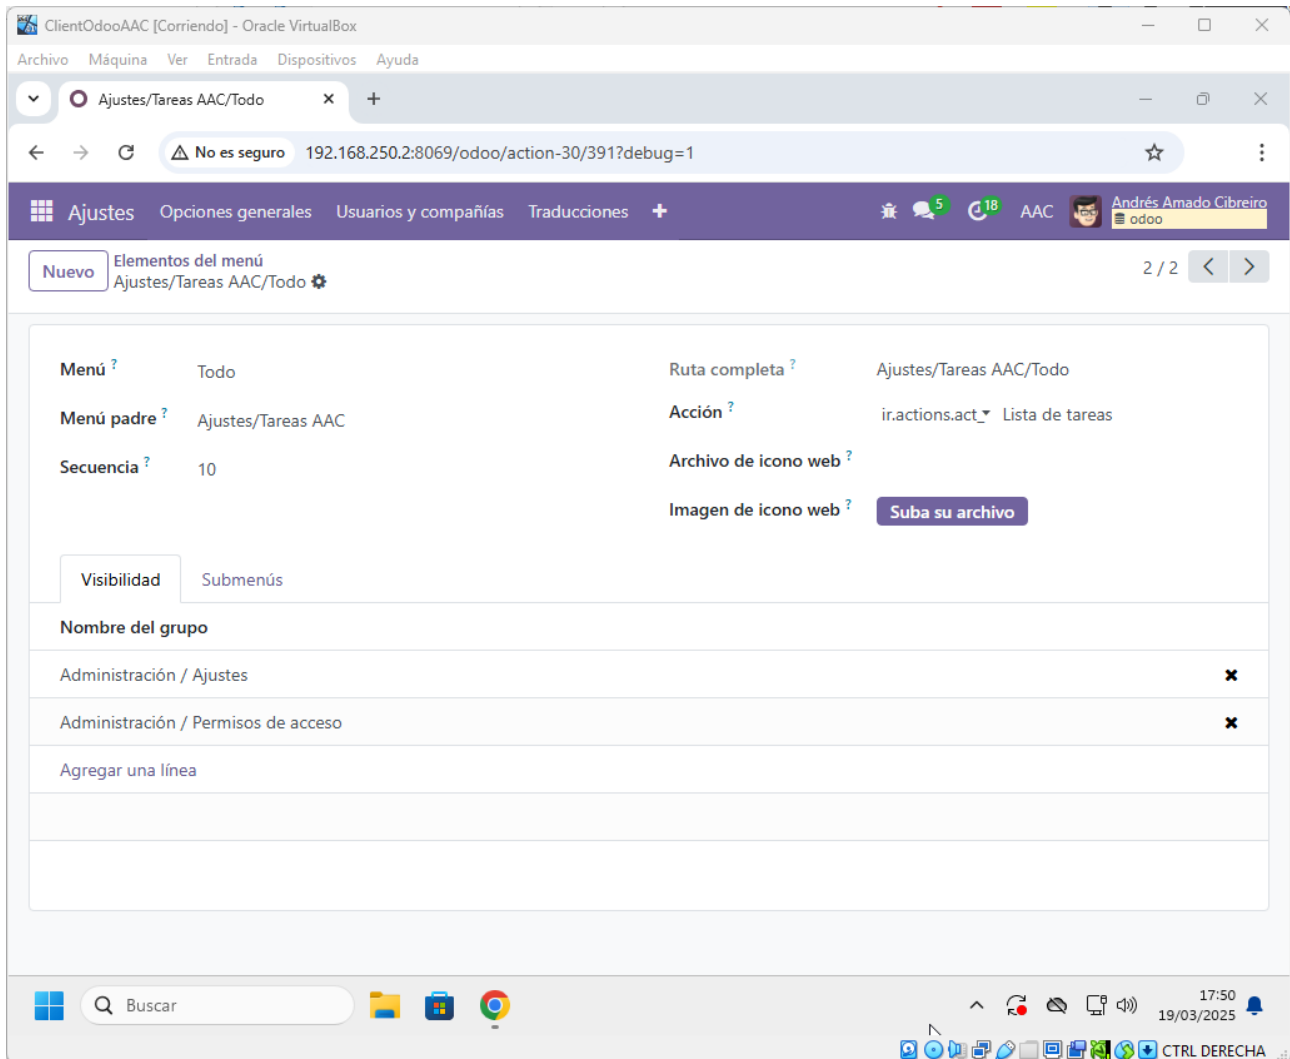 ClientOdooAAC [Corriendo] - Oracle VirtualBox
Archivo Máquina Ver Entrada Dispositivos Ayuda
Ajustes/Tareas AAC/Todo
No es seguro 192.168.250.2:8069/odoo/action-30/391?debug=1
Ajustes Opciones generales Usuarios y compañías Traducciones 5 18 AAC Andrés Amado Cibreiro
odoo
Nuevo Elementos del menú
Ajustes/Tareas AAC/Todo
2 / 2
Menú ? Todo
Ruta completa ? Ajustes/Tareas AAC/Todo
Menú padre ? Ajustes/Tareas AAC
Acción ? ir.actions.act_ Lista de tareas
Secuencia ? 10
Archivo de icono web ?
Imagen de icono web ? Suba su archivo
Visibilidad Submenús
Nombre del grupo
Administración / Ajustes
Administración / Permisos de acceso
Agregar una línea
Buscar
17:50
19/03/2025
CTRL DERECHA